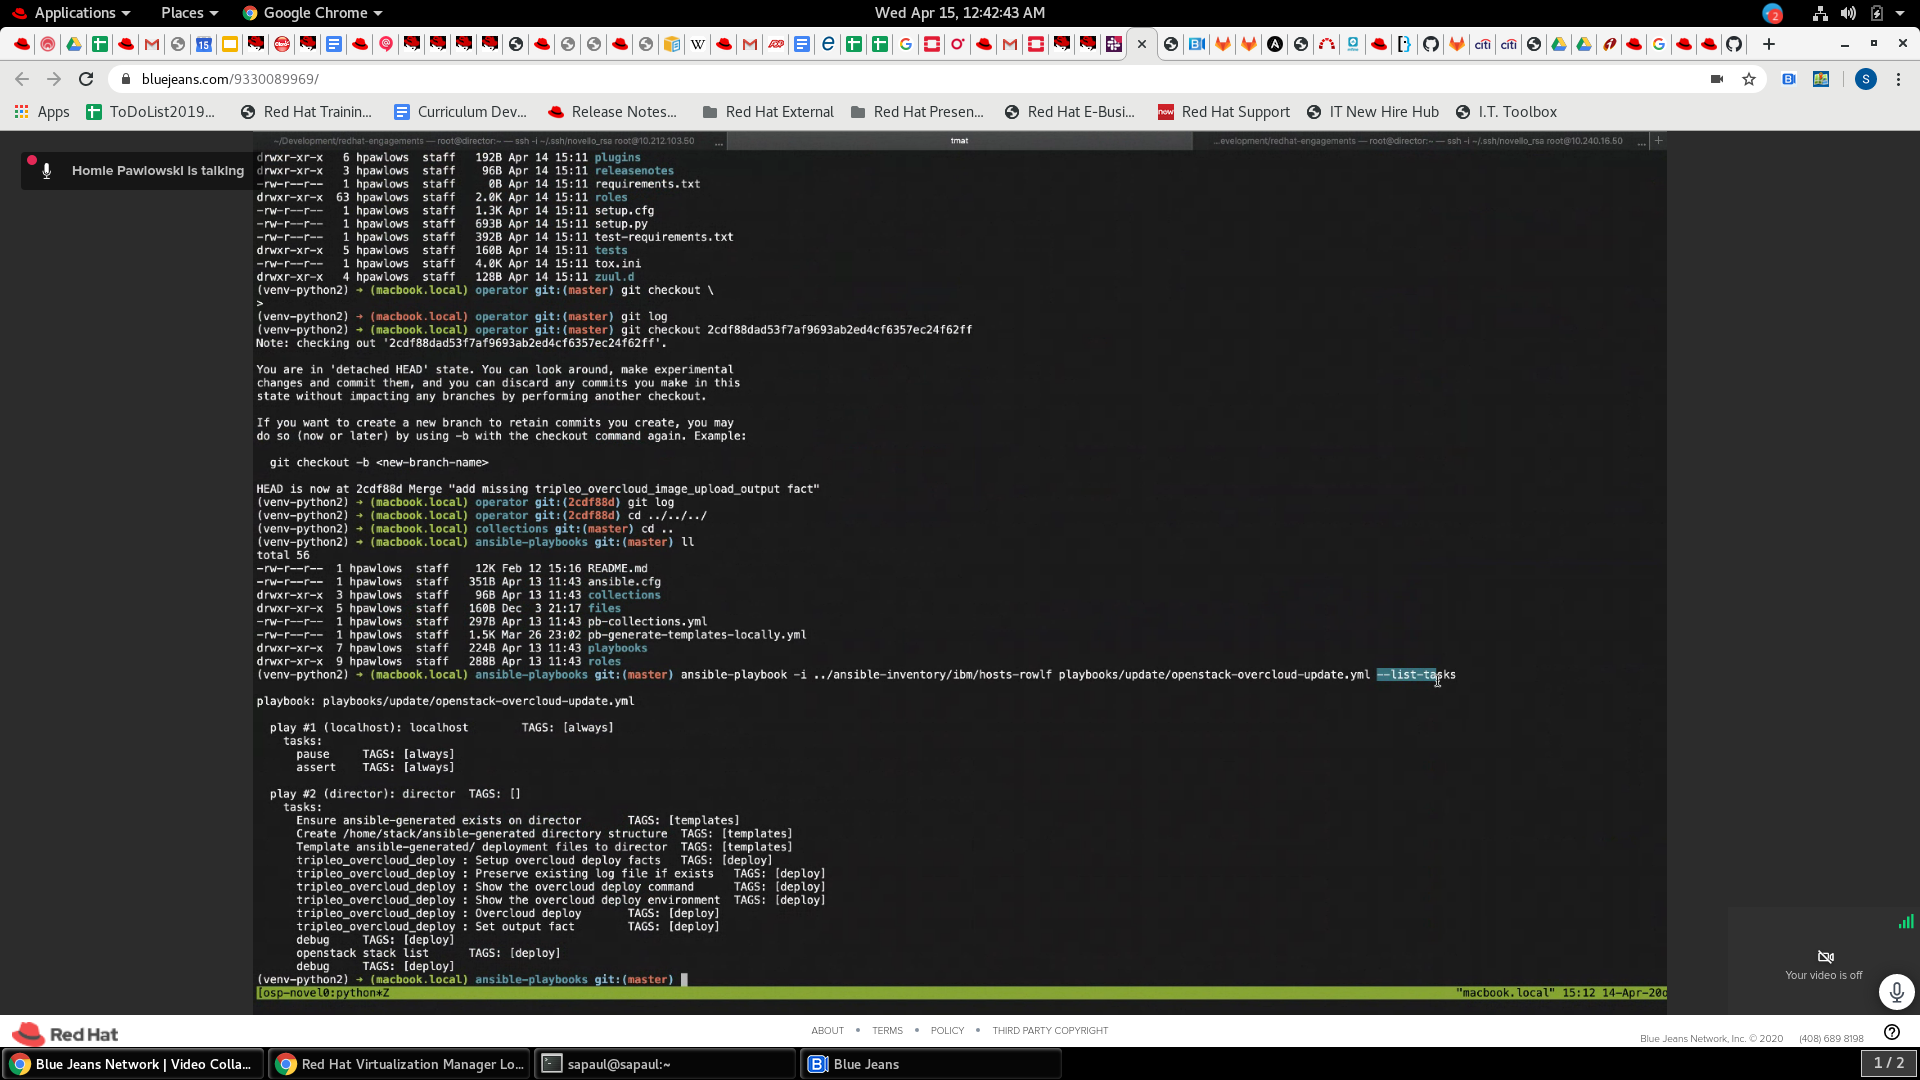 Applications
Places
Google Chrome
Wed Apr 15, 12:42:43 AM
2
bluejeans.com/9330089969/
S
Apps
ToDoList2019...
Red Hat Trainin...
Curriculum Dev...
Release Notes...
Red Hat External
Red Hat Presen...
Red Hat E-Busi...
Red Hat Support
IT New Hire Hub
I.T. Toolbox
~/Development/redhat-engagements — root@director:~ — ssh -i ~/.ssh/novello_rsa root@10.212.103.50 ...
tmat
...evelopment/redhat-engagements — root@director:~ — ssh -i ~/.ssh/novello_rsa root@10.240.16.50 ...
Homie Pawlowski is talking
drwxr-xr-x 6 hpawlows staff 192B Apr 14 15:11 plugins
drwxr-xr-x 3 hpawlows staff 96B Apr 14 15:11 releasenotes
-rw-r--r-- 1 hpawlows staff 0B Apr 14 15:11 requirements.txt
drwxr-xr-x 63 hpawlows staff 2.0K Apr 14 15:11 roles
-rw-r--r-- 1 hpawlows staff 1.3K Apr 14 15:11 setup.cfg
-rw-r--r-- 1 hpawlows staff 693B Apr 14 15:11 setup.py
-rw-r--r-- 1 hpawlows staff 392B Apr 14 15:11 test-requirements.txt
drwxr-xr-x 5 hpawlows staff 160B Apr 14 15:11 tests
-rw-r--r-- 1 hpawlows staff 4.0K Apr 14 15:11 tox.ini
drwxr-xr-x 4 hpawlows staff 128B Apr 14 15:11 zuul.d
(venv-python2) → (macbook.local) operator git:(master) git checkout \
>
(venv-python2) → (macbook.local) operator git:(master) git log
(venv-python2) → (macbook.local) operator git:(master) git checkout 2cdf88dad53f7af9693ab2ed4cf6357ec24f62ff
Note: checking out '2cdf88dad53f7af9693ab2ed4cf6357ec24f62ff'.
You are in 'detached HEAD' state. You can look around, make experimental
changes and commit them, and you can discard any commits you make in this
state without impacting any branches by performing another checkout.
If you want to create a new branch to retain commits you create, you may
do so (now or later) by using -b with the checkout command again. Example:
git checkout -b <new-branch-name>
HEAD is now at 2cdf88d Merge "add missing tripleo_overcloud_image_upload_output fact"
(venv-python2) → (macbook.local) operator git:(2cdf88d) git log
(venv-python2) → (macbook.local) operator git:(2cdf88d) cd ../../../
(venv-python2) → (macbook.local) collections git:(master) cd ..
(venv-python2) → (macbook.local) ansible-playbooks git:(master) ll
total 56
-rw-r--r-- 1 hpawlows staff 12K Feb 12 15:16 README.md
-rw-r--r-- 1 hpawlows staff 351B Apr 13 11:43 ansible.cfg
drwxr-xr-x 3 hpawlows staff 96B Apr 13 11:43 collections
drwxr-xr-x 5 hpawlows staff 160B Dec 3 21:17 files
-rw-r--r-- 1 hpawlows staff 297B Apr 13 11:43 pb-collections.yml
-rw-r--r-- 1 hpawlows staff 1.5K Mar 26 23:02 pb-generate-templates-locally.yml
drwxr-xr-x 7 hpawlows staff 224B Apr 13 11:43 playbooks
drwxr-xr-x 9 hpawlows staff 288B Apr 13 11:43 roles
(venv-python2) → (macbook.local) ansible-playbooks git:(master) ansible-playbook -i ../ansible-inventory/ibm/hosts-rowlf playbooks/update/openstack-overcloud-update.yml --list-tasks
playbook: playbooks/update/openstack-overcloud-update.yml
play #1 (localhost): localhost TAGS: [always]
tasks:
pause TAGS: [always]
assert TAGS: [always]
play #2 (director): director TAGS: []
tasks:
Ensure ansible-generated exists on director TAGS: [templates]
Create /home/stack/ansible-generated directory structure TAGS: [templates]
Template ansible-generated/ deployment files to director TAGS: [templates]
tripleo_overcloud_deploy : Setup overcloud deploy facts TAGS: [deploy]
tripleo_overcloud_deploy : Preserve existing log file if exists TAGS: [deploy]
tripleo_overcloud_deploy : Show the overcloud deploy command TAGS: [deploy]
tripleo_overcloud_deploy : Show the overcloud deploy environment TAGS: [deploy]
tripleo_overcloud_deploy : Overcloud deploy TAGS: [deploy]
tripleo_overcloud_deploy : Set output fact TAGS: [deploy]
debug TAGS: [deploy]
openstack stack list TAGS: [deploy]
debug TAGS: [deploy]
(venv-python2) → (macbook.local) ansible-playbooks git:(master)
[osp-novel0:python*Z
"macbook.local" 15:12 14-Apr-20
Your video is off
Red Hat
ABOUT • TERMS • POLICY • THIRD PARTY COPYRIGHT
Blue Jeans Network, Inc. © 2020 (408) 689 8198
Blue Jeans Network | Video Colla...
Red Hat Virtualization Manager Lo...
sapaul@sapaul:~
Blue Jeans
1 / 2